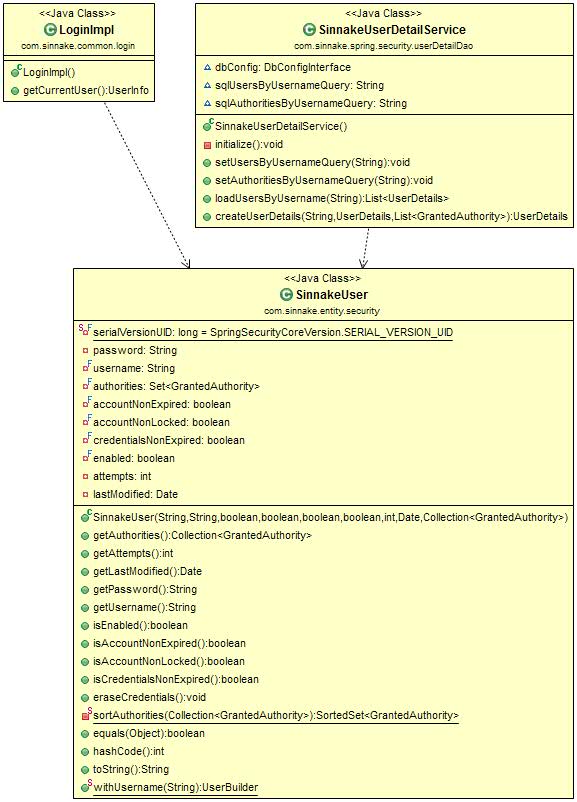 <<Java Class>>
LoginImpl
com.sinnake.common.login
LoginImpl()
getCurrentUser():UserInfo
<<Java Class>>
SinnakeUserDetailService
com.sinnake.spring.security.userDetailDao
dbConfig: DbConfigInterface
sqlUsersByUsernameQuery: String
sqlAuthoritiesByUsernameQuery: String
SinnakeUserDetailService()
initialize():void
setUsersByUsernameQuery(String):void
setAuthoritiesByUsernameQuery(String):void
loadUsersByUsername(String):List<UserDetails>
createUserDetails(String,UserDetails,List<GrantedAuthority>):UserDetails
<<Java Class>>
SinnakeUser
com.sinnake.entity.security
serialVersionUID: long = SpringSecurityCoreVersion.SERIAL_VERSION_UID
password: String
username: String
authorities: Set<GrantedAuthority>
accountNonExpired: boolean
accountNonLocked: boolean
credentialsNonExpired: boolean
enabled: boolean
attempts: int
lastModified: Date
SinnakeUser(String,String,boolean,boolean,boolean,boolean,int,Date,Collection<GrantedAuthority>)
getAuthorities():Collection<GrantedAuthority>
getAttempts():int
getLastModified():Date
getPassword():String
getUsername():String
isEnabled():boolean
isAccountNonExpired():boolean
isAccountNonLocked():boolean
isCredentialsNonExpired():boolean
eraseCredentials():void
sortAuthorities(Collection<GrantedAuthority>):SortedSet<GrantedAuthority>
equals(Object):boolean
hashCode():int
toString():String
withUsername(String):UserBuilder